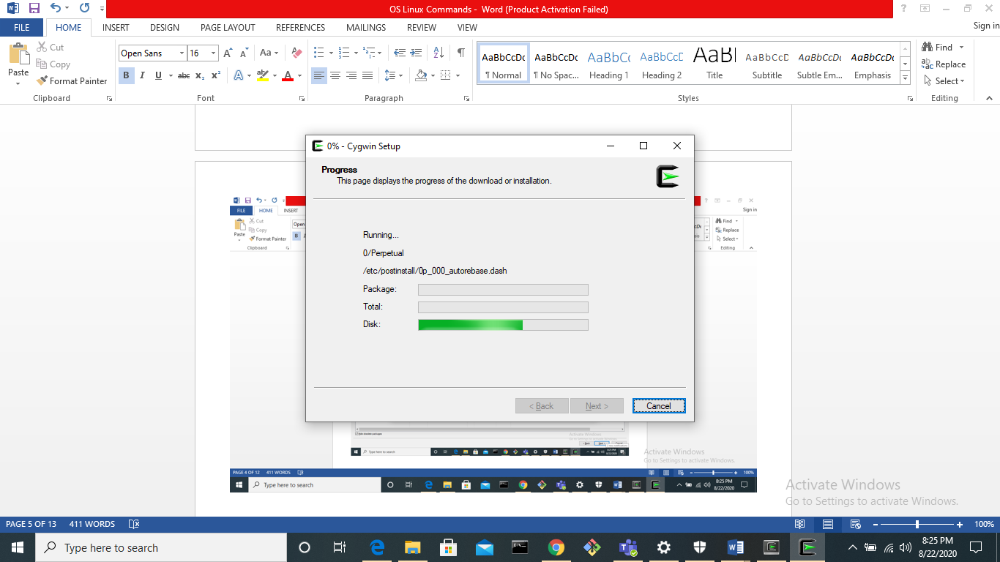 OS Linux Commands - Word (Product Activation Failed)
FILE HOME INSERT DESIGN PAGE LAYOUT REFERENCES MAILINGS REVIEW VIEW Sign in
Paste
Cut
Copy
Format Painter
Clipboard
Open Sans 16
Font
Paragraph
AaBbCcDc AaBbCcDc AaBbCc AaBbCcD AaBb AaBbCcD AaBbCcDc AaBbCcDc
¶ Normal ¶ No Spac... Heading 1 Heading 2 Title Subtitle Subtle Em... Emphasis
Styles
Find
Replace
Select
Editing
0% - Cygwin Setup
Progress
This page displays the progress of the download or installation.
Running...
0/Perpetual
/etc/postinstall/0p_000_autorebase.dash
Package:
Total:
Disk:
< Back Next > Cancel
FILE HOME INSERT Sign in
Paste
Cut
Copy
Format Painter
Clipboard
Open
Find
Replace
Select
Editing
Type here to search
Activate Windows
Go to Settings to activate Windows.
PAGE 4 OF 12 411 WORDS 100%
Type here to search
8:25 PM
8/22/2020
Activate Windows
Go to Settings to activate Windows.
PAGE 5 OF 13 411 WORDS 100%
Type here to search
8:25 PM
8/22/2020